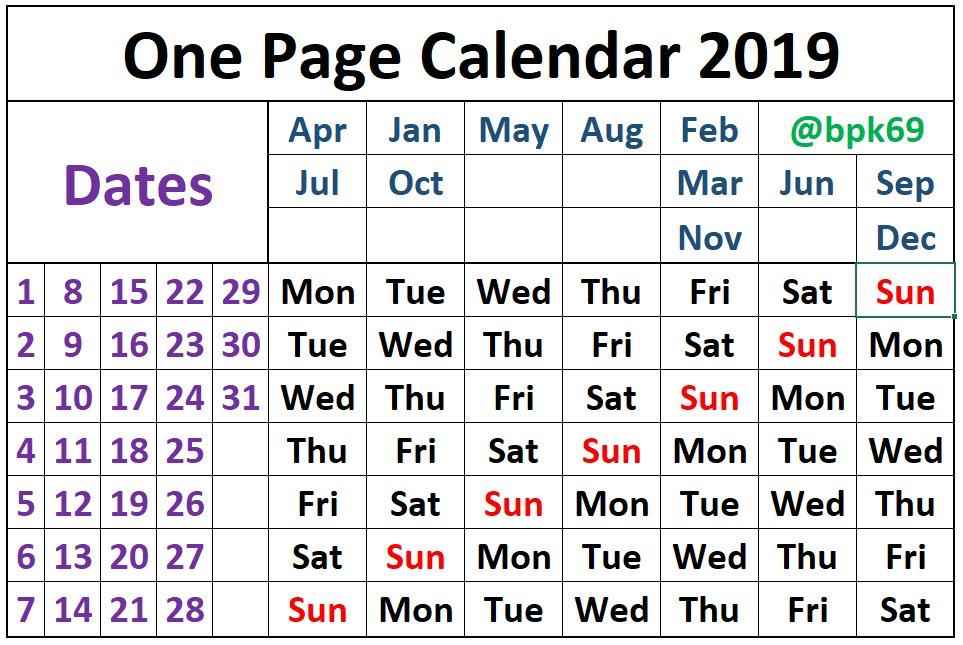 One Page Calendar 2019
Apr Jan May Aug Feb @bpk69
Dates
Jul Oct Mar Jun Sep
Nov Dec
1 8 15 22 29 Mon Tue Wed Thu Fri Sat Sun
2 9 16 23 30 Tue Wed Thu Fri Sat Sun Mon
3 10 17 24 31 Wed Thu Fri Sat Sun Mon Tue
4 11 18 25 Thu Fri Sat Sun Mon Tue Wed
5 12 19 26 Fri Sat Sun Mon Tue Wed Thu
6 13 20 27 Sat Sun Mon Tue Wed Thu Fri
7 14 21 28 Sun Mon Tue Wed Thu Fri Sat